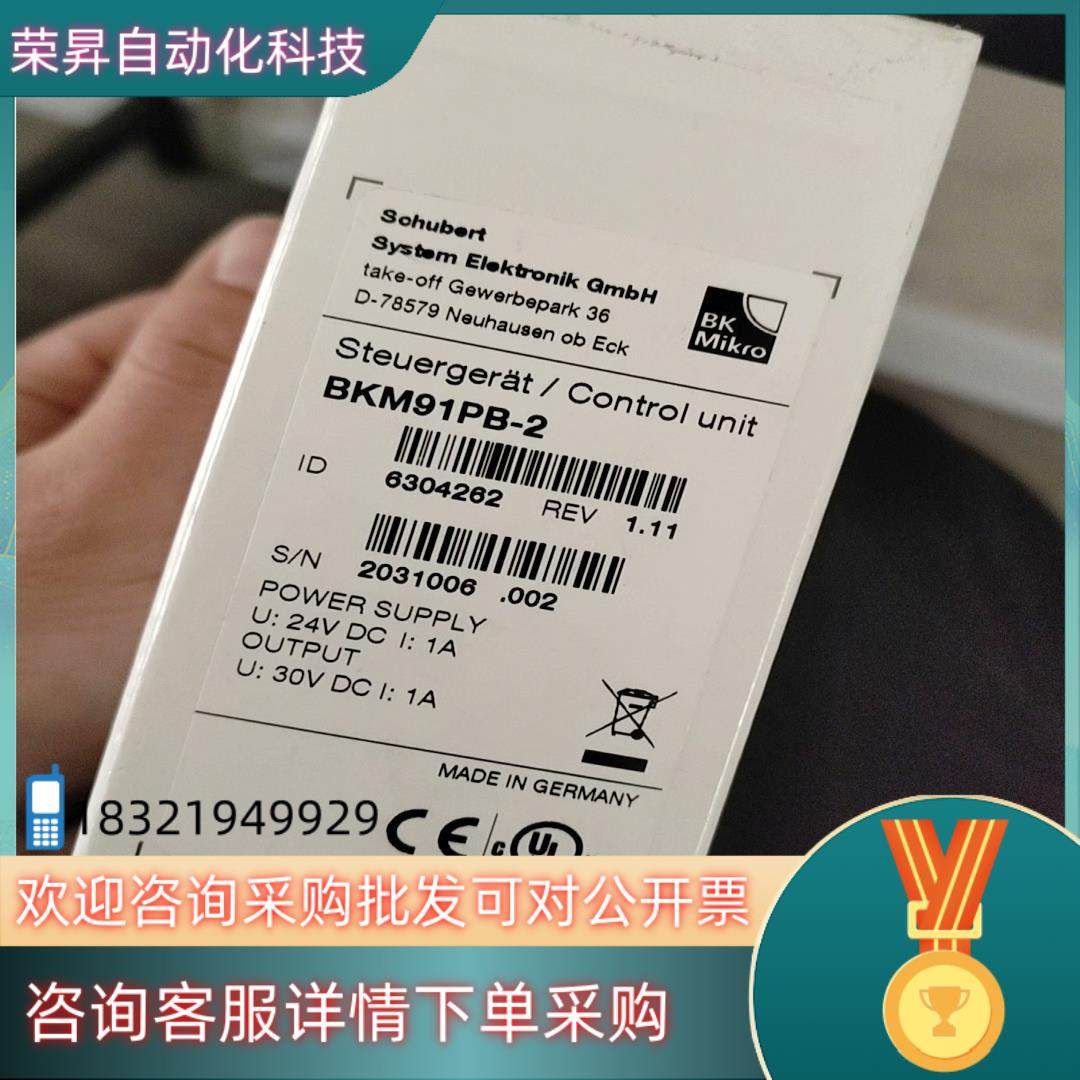 荣昇自动化科技
Schubert
System Elektronik GmbH
take-off Gewerbepark 36
D-78579 Neuhausen ob Eck
BK
Mikro
Steuergerät / Control unit
BKM91PB-2
ID
6304262 REV 1.11
S/N
2031006 .002
POWER SUPPLY
U: 24V DC I: 1A
OUTPUT
U: 30V DC I: 1A
7
MADE IN GERMANY
18321949929
CE
c UL
欢迎咨询采购批发可对公开票
咨询客服详情下单采购